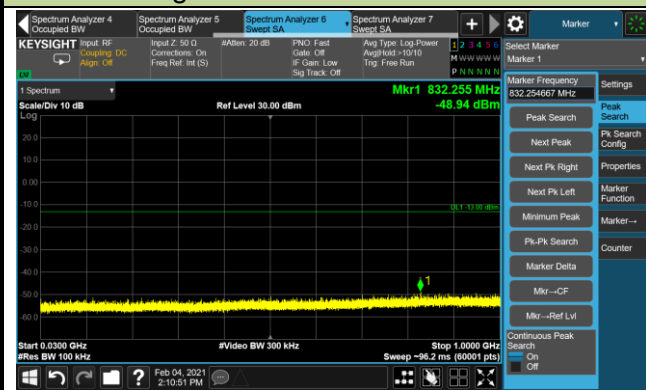 Spectrum Analyzer 4
Occupied BW
Spectrum Analyzer 5
Occupied BW
Spectrum Analyzer 6
Swept SA
Spectrum Analyzer 7
Swept SA
+
Marker
KEYSIGHT
Input: RF
Coupling: DC
Align: Off
Input Z: 50 Ω
Corrections: On
Freq Ref: Int (S)
#Atten: 20 dB
PNO: Fast
Gate: Off
IF Gain: Low
Sig Track: Off
Avg Type: Log-Power
Avg|Hold:>10/10
Trig: Free Run
1 2 3 4 5 6
M W W W W W
P N N N N N
Select Marker
Marker 1
LXI
1 Spectrum
Mkr1 832.255 MHz
Scale/Div 10 dB
Ref Level 30.00 dBm
-48.94 dBm
Log
20.0
10.0
0.00
-10.0
DL1 -13.00 dBm
-20.0
-30.0
-40.0
1
-50.0
-60.0
Start 0.0300 GHz
#Video BW 300 kHz
Stop 1.0000 GHz
#Res BW 100 kHz
Sweep ~96.2 ms (60001 pts)
Marker Frequency
832.254667 MHz
Peak Search
Next Peak
Next Pk Right
Next Pk Left
Minimum Peak
Pk-Pk Search
Marker Delta
Mkr→CF
Mkr→Ref Lvl
Continuous Peak
Search
On
Off
Settings
Peak
Search
Pk Search
Config
Properties
Marker
Function
Marker→
Counter
?
Feb 04, 2021
2:10:51 PM